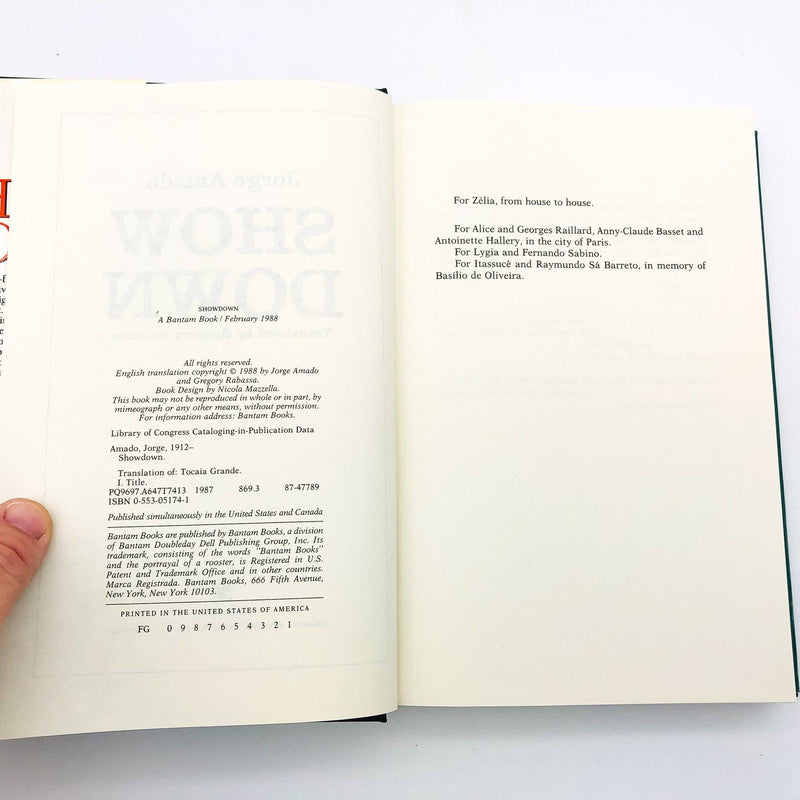 SHOWDOWN
A Bantam Book / February 1988
All rights reserved.
English translation copyright © 1988 by Jorge Amado
and Gregory Rabassa.
Book Design by Nicola Mazzella.
This book may not be reproduced in whole or in part, by
mimeograph or any other means, without permission.
For information address: Bantam Books.
Library of Congress Cataloging-in-Publication Data
Amado, Jorge, 1912–
Showdown.
Translation of: Tocaia Grande.
I. Title.
PQ9697.A647T7413 1987 869.3 87-47789
ISBN 0-553-05174-1
Published simultaneously in the United States and Canada
Bantam Books are published by Bantam Books, a division
of Bantam Doubleday Dell Publishing Group, Inc. Its
trademark, consisting of the words "Bantam Books"
and the portrayal of a rooster, is Registered in U.S.
Patent and Trademark Office and in other countries.
Marca Registrada. Bantam Books, 666 Fifth Avenue,
New York, New York 10103.
PRINTED IN THE UNITED STATES OF AMERICA
FG 0 9 8 7 6 5 4 3 2 1
For Zélia, from house to house.
For Alice and Georges Raillard, Anny-Claude Basset and
Antoinette Hallery, in the city of Paris.
For Lygia and Fernando Sabino.
For Itassucê and Raymundo Sá Barreto, in memory of
Basílio de Oliveira.
Jorge Amado
SHOW
DOWN
Translated by Gregory Rabassa